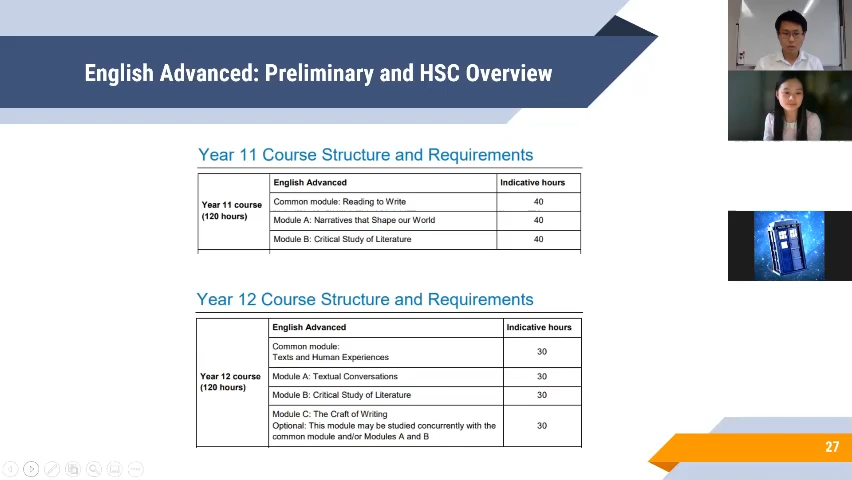 English Advanced: Preliminary and HSC Overview
Year 11 Course Structure and Requirements
English Advanced Indicative hours
Year 11 course
(120 hours)
Common module: Reading to Write 40
Module A: Narratives that Shape our World 40
Module B: Critical Study of Literature 40
Year 12 Course Structure and Requirements
English Advanced Indicative hours
Year 12 course
(120 hours)
Common module:
Texts and Human Experiences 30
Module A: Textual Conversations 30
Module B: Critical Study of Literature 30
Module C: The Craft of Writing
Optional: This module may be studied concurrently with the
common module and/or Modules A and B 30
27